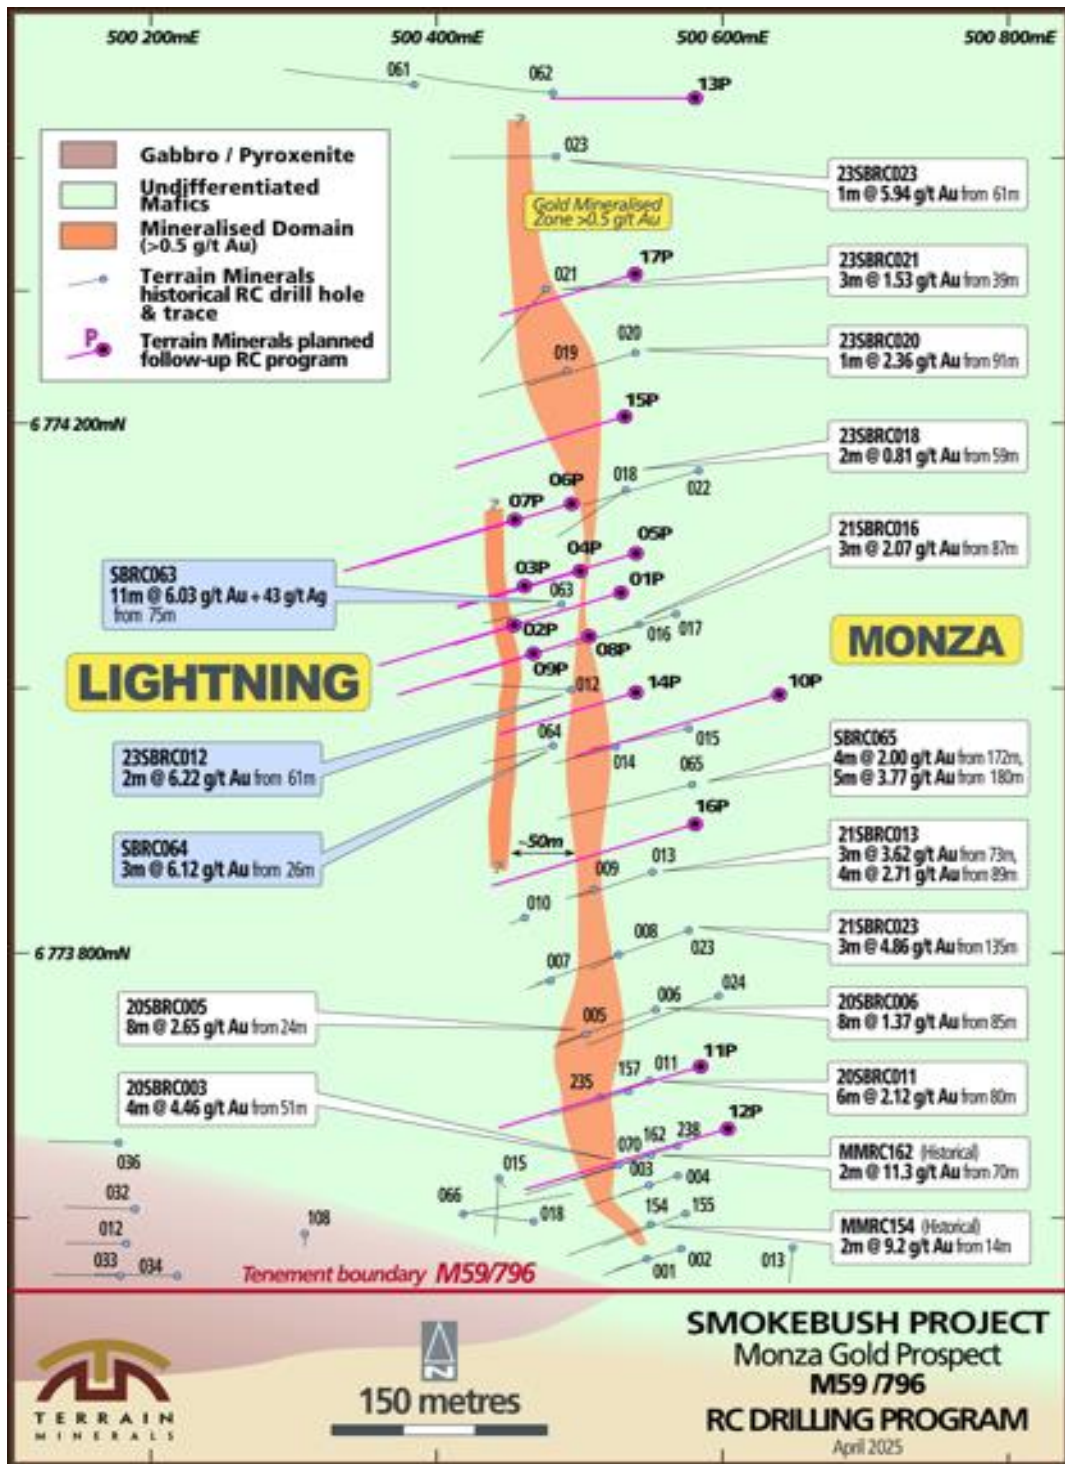 500 200mE
500 400mE
500 600mE
500 800mE
061
062
13P
023
Gabbro / Pyroxenite
Undifferentiated
Mafics
Mineralised Domain
(>0.5 g/t Au)
Terrain Minerals
historical RC drill hole
& trace
P
Terrain Minerals planned
follow-up RC program
?
Gold Mineralised
Zone >0.5 g/t Au
23SBRC023
1m @ 5.94 g/t Au from 61m
17P
021
23SBRC021
3m @ 1.53 g/t Au from 39m
020
019
23SBRC020
1m @ 2.36 g/t Au from 91m
6 774 200mN
15P
23SBRC018
2m @ 0.81 g/t Au from 59m
018
022
06P
07P
?
21SBRC016
3m @ 2.07 g/t Au from 87m
05P
04P
03P
01P
063
SBRC063
11m @ 6.03 g/t Au + 43 g/t Ag
from 75m
02P
016
017
08P
09P
LIGHTNING
MONZA
012
14P
10P
064
015
014
065
23SBRC012
2m @ 6.22 g/t Au from 61m
SBRC065
4m @ 2.00 g/t Au from 172m,
5m @ 3.77 g/t Au from 180m
16P
SBRC064
3m @ 6.12 g/t Au from 26m
~50m
?
009
013
21SBRC013
3m @ 3.62 g/t Au from 73m,
4m @ 2.71 g/t Au from 89m
010
6 773 800mN
008
023
007
21SBRC023
3m @ 4.86 g/t Au from 135m
024
006
005
20SBRC005
8m @ 2.65 g/t Au from 24m
20SBRC006
8m @ 1.37 g/t Au from 85m
11P
157
011
235
20SBRC003
4m @ 4.46 g/t Au from 51m
20SBRC011
6m @ 2.12 g/t Au from 80m
12P
070
162
238
003
004
MMRC162 (Historical)
2m @ 11.3 g/t Au from 70m
036
015
032
066
018
154
155
012
108
MMRC154 (Historical)
2m @ 9.2 g/t Au from 14m
033
034
002
001
013
Tenement boundary M59/796
SMOKEBUSH PROJECT
Monza Gold Prospect
M59 /796
RC DRILLING PROGRAM
April 2025
N
150 metres
TERRAIN
MINERALS